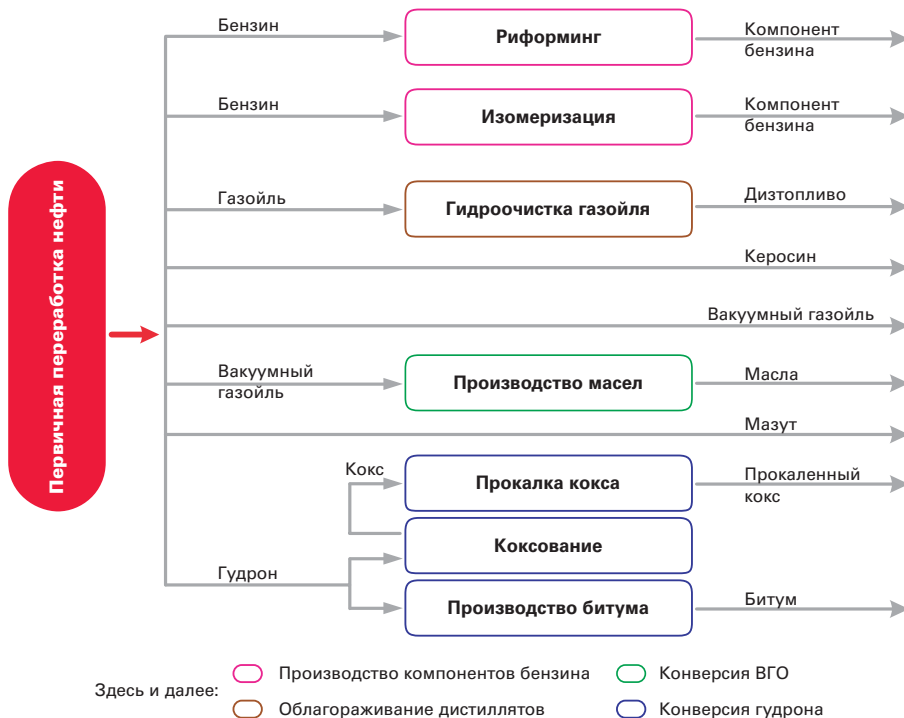 Бензин
Риформинг
Компонент
бензина
Бензин
Изомеризация
Компонент
бензина
Первичная переработка нефти
Газойль
Гидроочистка газойля
Дизтопливо
Керосин
Вакуумный газойль
Вакуумный
газойль
Производство масел
Масла
Мазут
Кокс
Прокалка кокса
Прокаленный
кокс
Коксование
Гудрон
Производство битума
Битум
Здесь и далее:
Производство компонентов бензина
Конверсия ВГО
Облагораживание дистиллятов
Конверсия гудрона